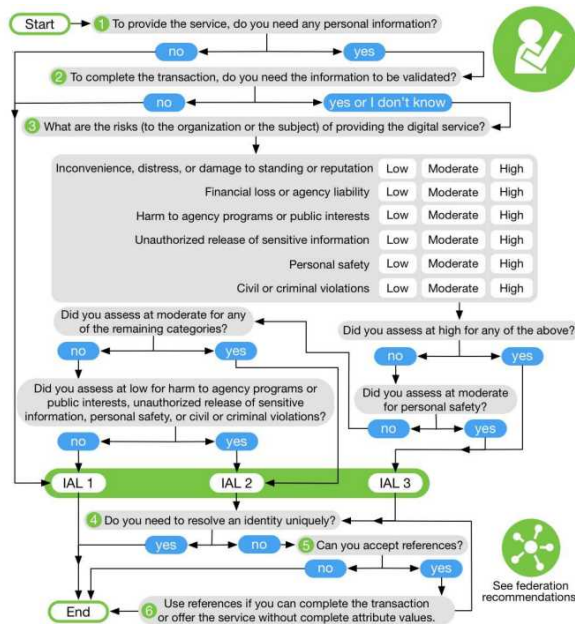 Start
1 To provide the service, do you need any personal information?
no
yes
2 To complete the transaction, do you need the information to be validated?
no
yes or I don't know
3 What are the risks (to the organization or the subject) of providing the digital service?
Inconvenience, distress, or damage to standing or reputation Low Moderate High
Financial loss or agency liability Low Moderate High
Harm to agency programs or public interests Low Moderate High
Unauthorized release of sensitive information Low Moderate High
Personal safety Low Moderate High
Civil or criminal violations Low Moderate High
Did you assess at high for any of the above?
no
yes
Did you assess at moderate
for personal safety?
no
yes
Did you assess at moderate for any
of the remaining categories?
no
yes
Did you assess at low for harm to agency programs or
public interests, unauthorized release of sensitive
information, personal safety, or civil or criminal violations?
no
yes
IAL 1
IAL 2
IAL 3
4 Do you need to resolve an identity uniquely?
yes
no
5 Can you accept references?
no
yes
6 Use references if you can complete the transaction
or offer the service without complete attribute values.
End
See federation
recommendations